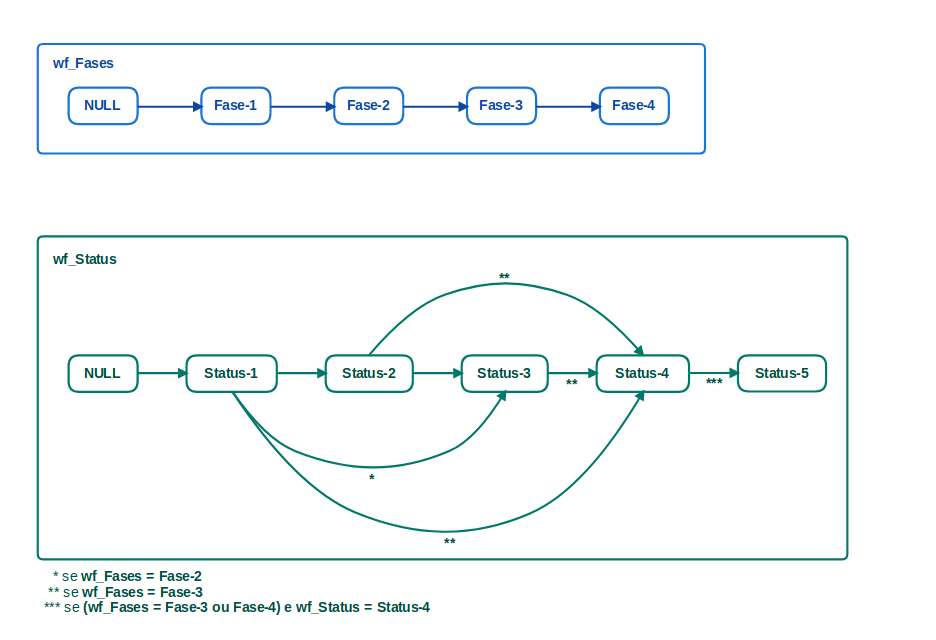 wf_Fases
NULL Fase-1 Fase-2 Fase-3 Fase-4
wf_Status
**
NULL Status-1 Status-2 Status-3 Status-4 Status-5
** ***
*
**
* se wf_Fases = Fase-2
** se wf_Fases = Fase-3
*** se (wf_Fases = Fase-3 ou Fase-4) e wf_Status = Status-4